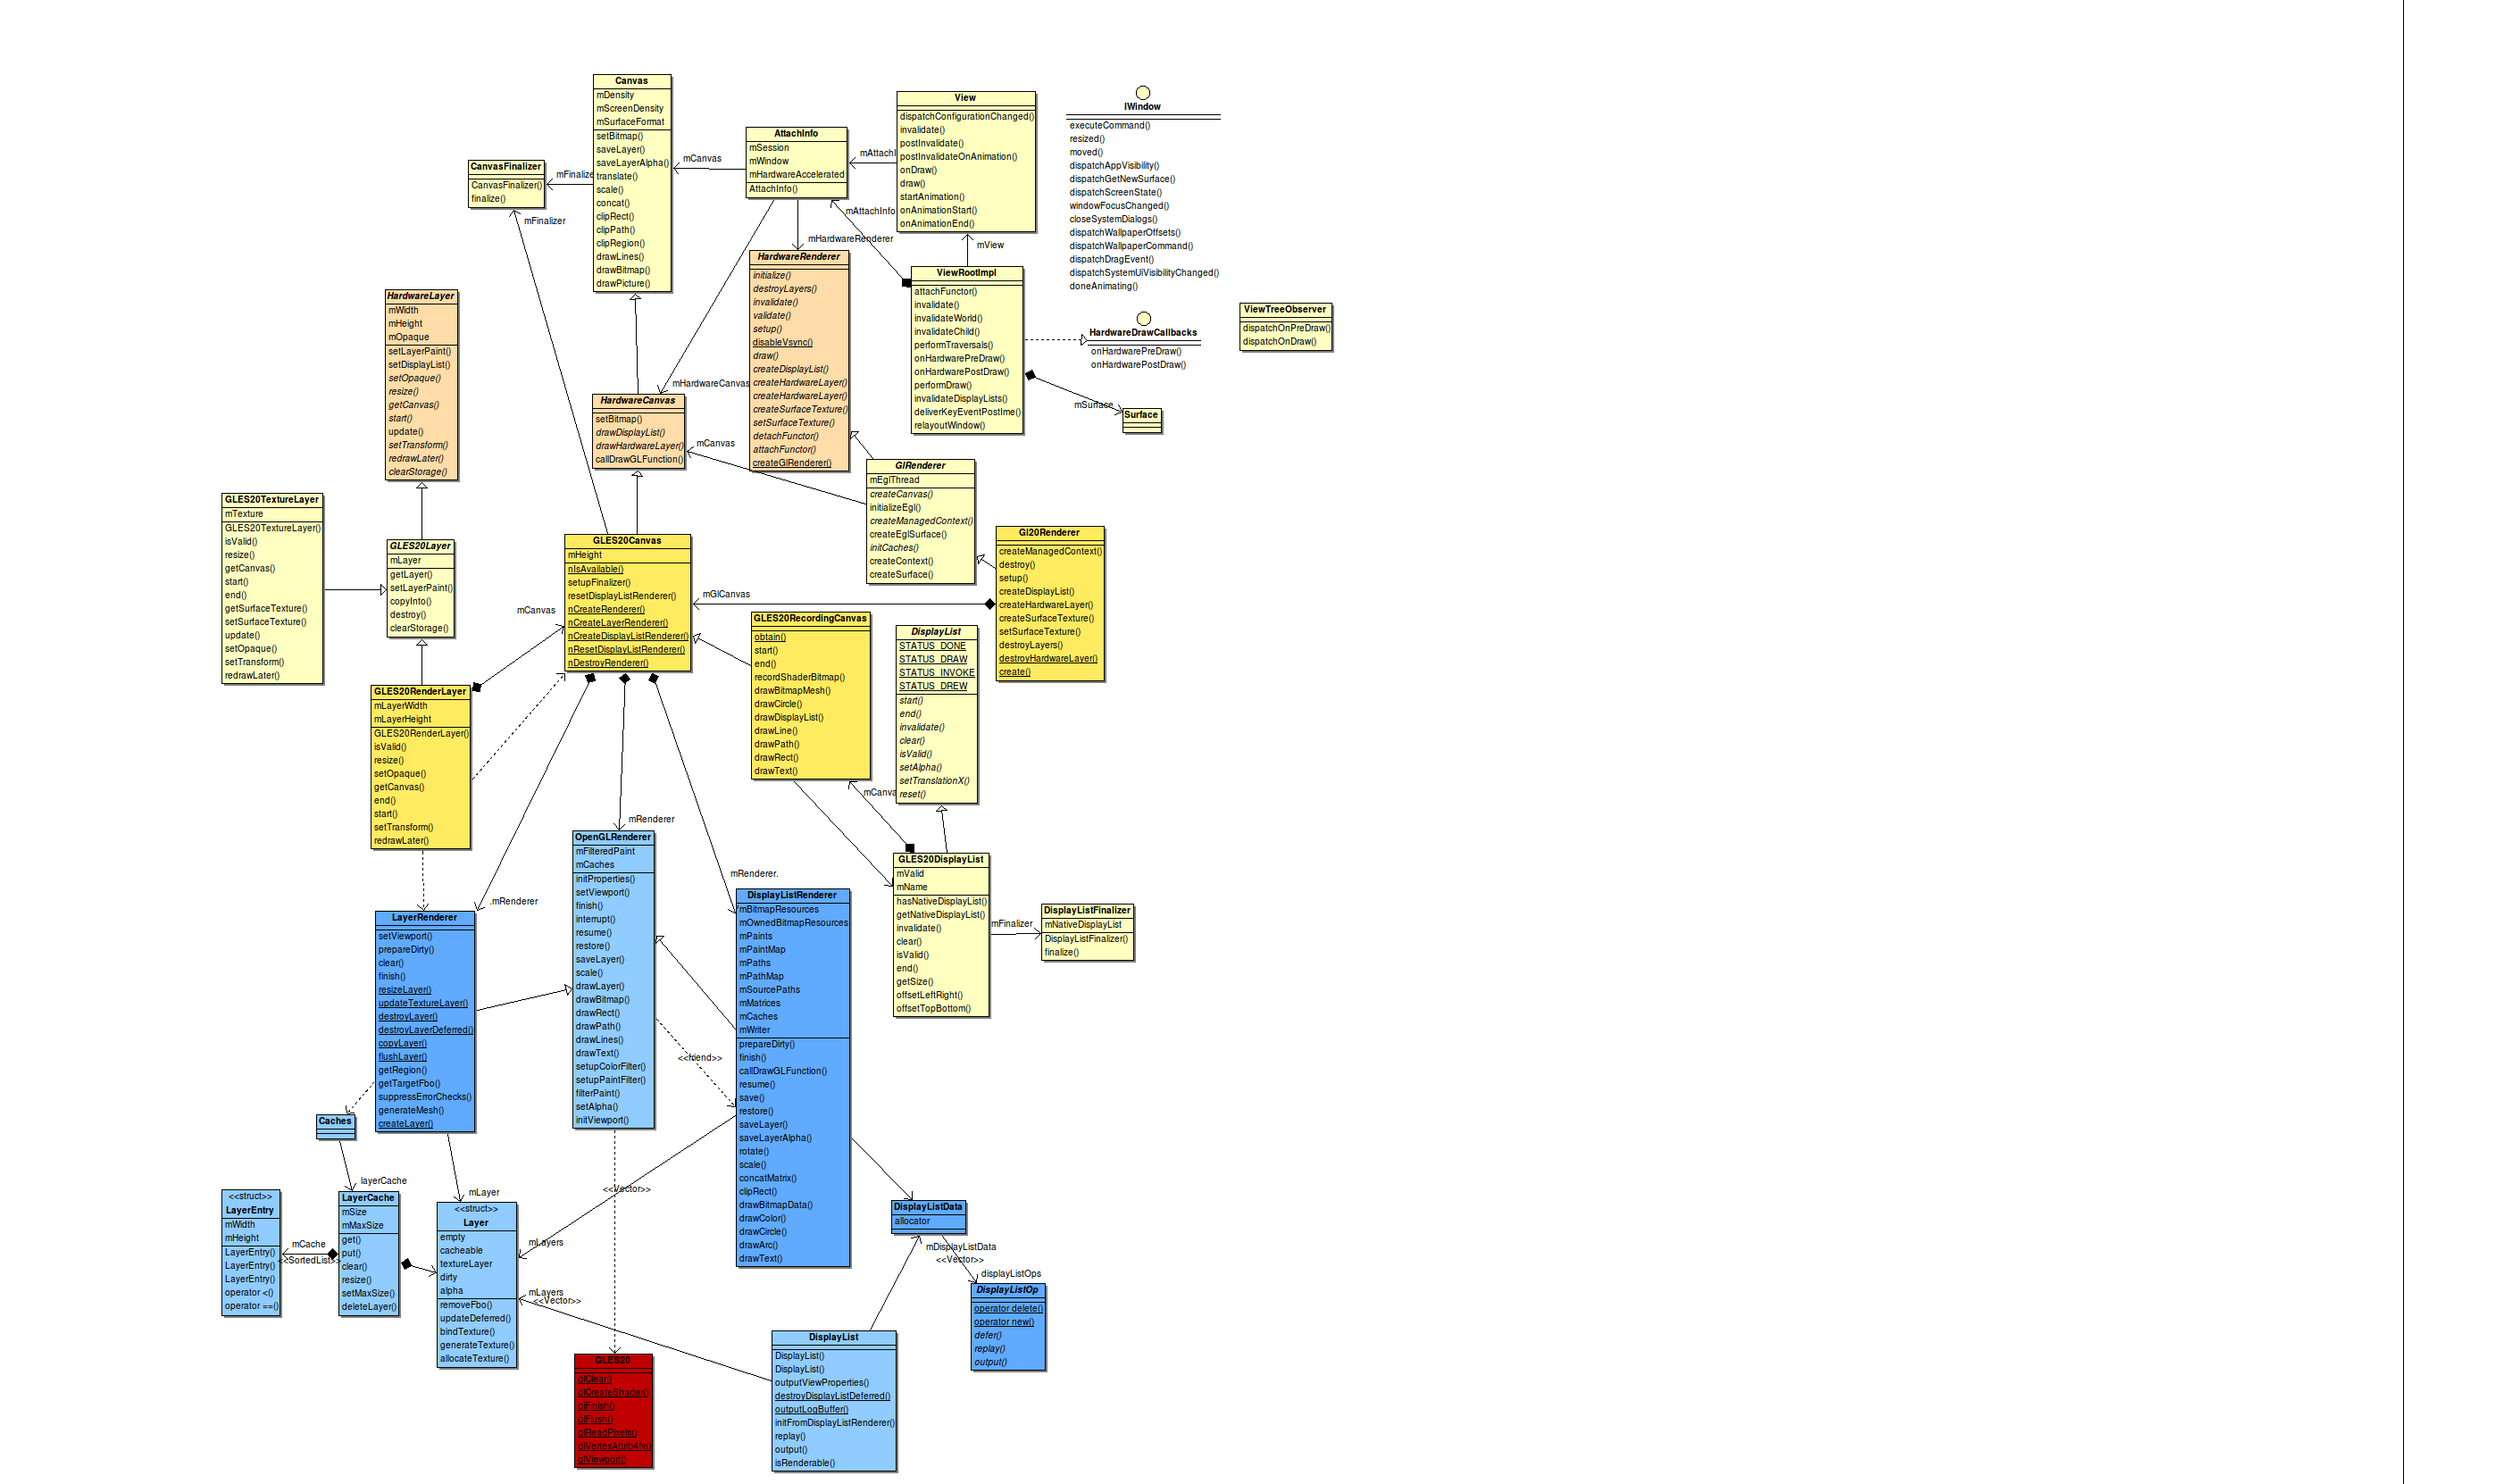 Canvas
mDensity
mScreenDensity
mSurfaceFormat
setBitmap()
saveLayer()
saveLayerAlpha()
translate()
scale()
concat()
clipRect()
clipPath()
clipRegion()
drawLines()
drawBitmap()
drawPicture()
CanvasFinalizer
CanvasFinalizer()
finalize()
mFinalize
mFinalizer
mCanvas
AttachInfo
mSession
mWindow
mHardwareAccelerated
AttachInfo()
mAttachI
View
dispatchConfigurationChanged()
invalidate()
postInvalidate()
postInvalidateOnAnimation()
onDraw()
draw()
startAnimation()
onAnimationStart()
onAnimationEnd()
IWindow
executeCommand()
resized()
moved()
dispatchAppVisibility()
dispatchGetNewSurface()
dispatchScreenState()
windowFocusChanged()
closeSystemDialogs()
dispatchWallpaperOffsets()
dispatchWallpaperCommand()
dispatchDragEvent()
dispatchSystemUiVisibilityChanged()
doneAnimating()
mAttachInfo
mHardwareRenderer
mView
HardwareRenderer
initialize()
destroyLayers()
invalidate()
validate()
setup()
disableVsync()
draw()
createDisplayList()
createHardwareLayer()
createHardwareLayer()
createSurfaceTexture()
setSurfaceTexture()
detachFunctor()
attachFunctor()
createGlRenderer()
ViewRootImpl
attachFunctor()
invalidate()
invalidateWorld()
invalidateChild()
performTraversals()
onHardwarePreDraw()
onHardwarePostDraw()
performDraw()
invalidateDisplayLists()
deliverKeyEventPostIme()
relayoutWindow()
HardwareDrawCallbacks
onHardwarePreDraw()
onHardwarePostDraw()
ViewTreeObserver
dispatchOnPreDraw()
dispatchOnDraw()
mSurface
Surface
HardwareLayer
mWidth
mHeight
mOpaque
setLayerPaint()
setDisplayList()
setOpaque()
resize()
getCanvas()
start()
update()
setTransform()
redrawLater()
clearStorage()
mHardwareCanvas
HardwareCanvas
setBitmap()
drawDisplayList()
drawHardwareLayer()
callDrawGLFunction()
mCanvas
GlRenderer
mEglThread
createCanvas()
initializeEgl()
createManagedContext()
createEglSurface()
initCaches()
createContext()
createSurface()
GLES20TextureLayer
mTexture
GLES20TextureLayer()
isValid()
resize()
getCanvas()
start()
end()
getSurfaceTexture()
setSurfaceTexture()
update()
setOpaque()
setTransform()
redrawLater()
GLES20Layer
mLayer
getLayer()
setLayerPaint()
copyInto()
destroy()
clearStorage()
GLES20Canvas
mHeight
nIsAvailable()
setupFinalizer()
resetDisplayListRenderer()
nCreateRenderer()
nCreateLayerRenderer()
nCreateDisplayListRenderer()
nResetDisplayListRenderer()
nDestroyRenderer()
mCanvas
mGlCanvas
Gl20Renderer
createManagedContext()
destroy()
setup()
createDisplayList()
createHardwareLayer()
createSurfaceTexture()
setSurfaceTexture()
destroyLayers()
destroyHardwareLayer()
create()
GLES20RecordingCanvas
obtain()
start()
end()
recordShaderBitmap()
drawBitmapMesh()
drawCircle()
drawDisplayList()
drawLine()
drawPath()
drawRect()
drawText()
DisplayList
STATUS_DONE
STATUS_DRAW
STATUS_INVOKE
STATUS_DREW
start()
end()
invalidate()
clear()
isValid()
setAlpha()
setTranslationX()
reset()
GLES20RenderLayer
mLayerWidth
mLayerHeight
GLES20RenderLayer()
isValid()
resize()
setOpaque()
getCanvas()
end()
start()
setTransform()
redrawLater()
mCanva
mRenderer
mRenderer.
.mRenderer
OpenGLRenderer
mFilteredPaint
mCaches
initProperties()
setViewport()
finish()
interrupt()
resume()
restore()
saveLayer()
scale()
drawLayer()
drawBitmap()
drawRect()
drawPath()
drawLines()
drawText()
setupColorFilter()
setupPaintFilter()
filterPaint()
setAlpha()
initViewport()
DisplayListRenderer
mBitmapResources
mOwnedBitmapResources
mPaints
mPaintMap
mPaths
mPathMap
mSourcePaths
mMatrices
mCaches
mWriter
prepareDirty()
finish()
callDrawGLFunction()
resume()
save()
restore()
saveLayer()
saveLayerAlpha()
rotate()
scale()
concatMatrix()
clipRect()
drawBitmapData()
drawColor()
drawCircle()
drawArc()
drawText()
GLES20DisplayList
mValid
mName
hasNativeDisplayList()
getNativeDisplayList()
invalidate()
clear()
isValid()
end()
getSize()
offsetLeftRight()
offsetTopBottom()
mFinalizer
DisplayListFinalizer
mNativeDisplayList
DisplayListFinalizer()
finalize()
LayerRenderer
setViewport()
prepareDirty()
clear()
finish()
resizeLayer()
updateTextureLayer()
destroyLayer()
destroyLayerDeferred()
copyLayer()
flushLayer()
getRegion()
getTargetFbo()
suppressErrorChecks()
generateMesh()
createLayer()
<<friend>>
Caches
layerCache
mLayer
<<Vector>>
<<struct>>
LayerEntry
mWidth
mHeight
LayerEntry()
LayerEntry()
LayerEntry()
operator <()
operator ==()
mCache
<<SortedList>>
LayerCache
mSize
mMaxSize
get()
put()
clear()
resize()
setMaxSize()
deleteLayer()
<<struct>>
Layer
empty
cacheable
textureLayer
dirty
alpha
removeFbo()
updateDeferred()
bindTexture()
generateTexture()
allocateTexture()
mLayers
mLayers
<<Vector>>
DisplayListData
allocator
mDisplayListData
<<Vector>>
displayListOps
DisplayListOp
operator delete()
operator new()
defer()
replay()
output()
GLES20
glClear()
glCreateShader()
glFinish()
glFlush()
glReadPixels()
glVertexAttrib4fv()
glViewport()
DisplayList
DisplayList()
DisplayList()
outputViewProperties()
destroyDisplayListDeferred()
outputLogBuffer()
initFromDisplayListRenderer()
replay()
output()
isRenderable()